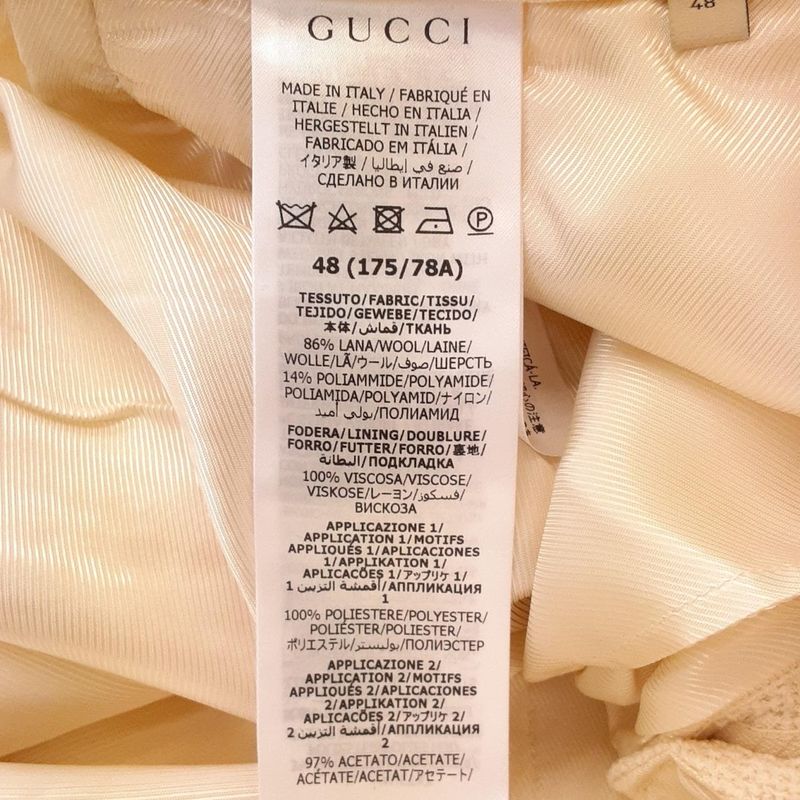 48
GUCCI
MADE IN ITALY / FABRIQUÉ EN
ITALIE / HECHO EN ITALIA /
HERGESTELLT IN ITALIEN /
FABRICADO EM ITÁLIA /
イタリア製 / صنع في إيطاليا /
СДЕЛАНО В ИТАЛИИ
P
48 (175/78A)
TESSUTO/FABRIC/TISSU/
TEJIDO/GEWEBE/TECIDO/
本体/قماش/ТКАНЬ
86% LANA/WOOL/LAINE/
WOLLE/LÃ/ウール/صوف/ШЕРСТЬ
14% POLIAMMIDE/POLYAMIDE/
POLIAMIDA/POLYAMID/ナイロン/
بولي أميد/ПОЛИАМИД
FODERA/LINING/DOUBLURE/
FORRO/FUTTER/FORRO/裏地/
البطانة/ПОДКЛАДКА
100% VISCOSA/VISCOSE/
VISKOSE/レーヨン/فسكوز/
ВИСКОЗА
APPLICAZIONE 1/
APPLICATION 1/MOTIFS
APPLIQUÉS 1/APLICACIONES
1/APPLIKATION 1/
APLICAÇÕES 1/アップリケ 1/
أقمشة التزيين 1/АППЛИКАЦИЯ
1
100% POLIESTERE/POLYESTER/
POLIÉSTER/POLIESTER/
ポリエステル/بوليستر/ПОЛИЭСТЕР
APPLICAZIONE 2/
APPLICATION 2/MOTIFS
APPLIQUÉS 2/APLICACIONES
2/APPLIKATION 2/
APLICAÇÕES 2/アップリケ 2/
أقمشة التزيين 2/АППЛИКАЦИЯ
2
97% ACETATO/ACETATE/
ACÉTATE/ACETAT/アセテート/
の注意